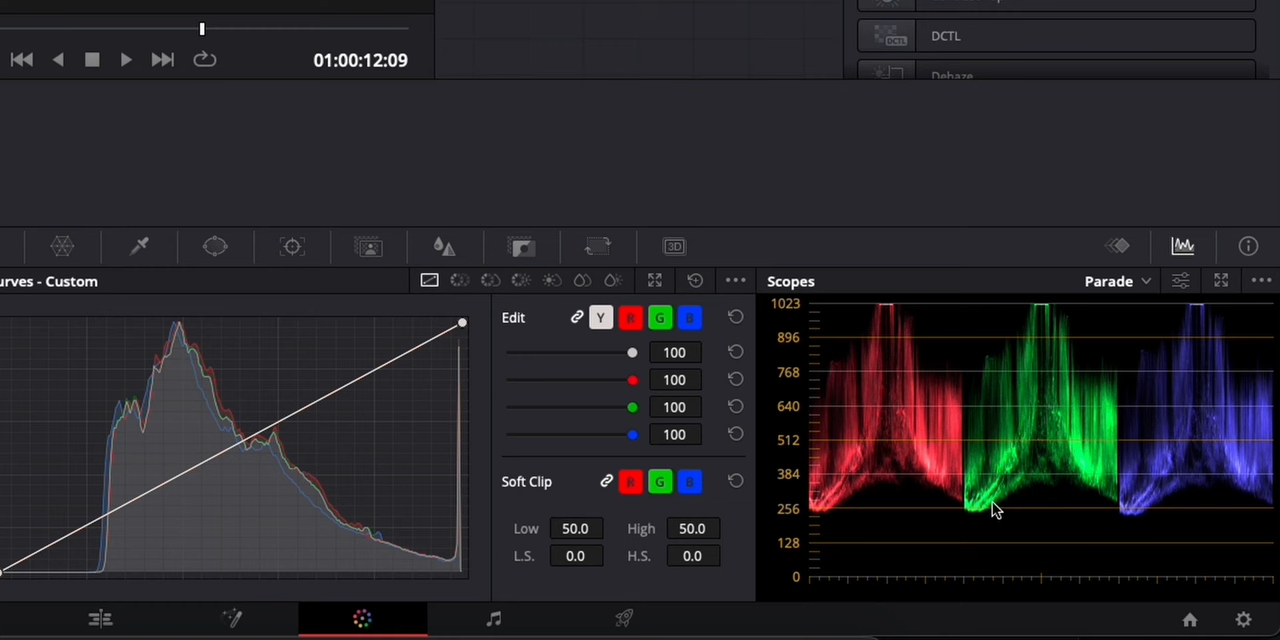 01:00:12:09
DCTL
DCTL
Dehaze
3D
urves - Custom
Scopes
Parade
Edit
Y
R
G
B
100
100
100
100
Soft Clip
R
G
B
Low
50.0
High
50.0
L.S.
0.0
H.S.
0.0
1023
896
768
640
512
384
256
128
0